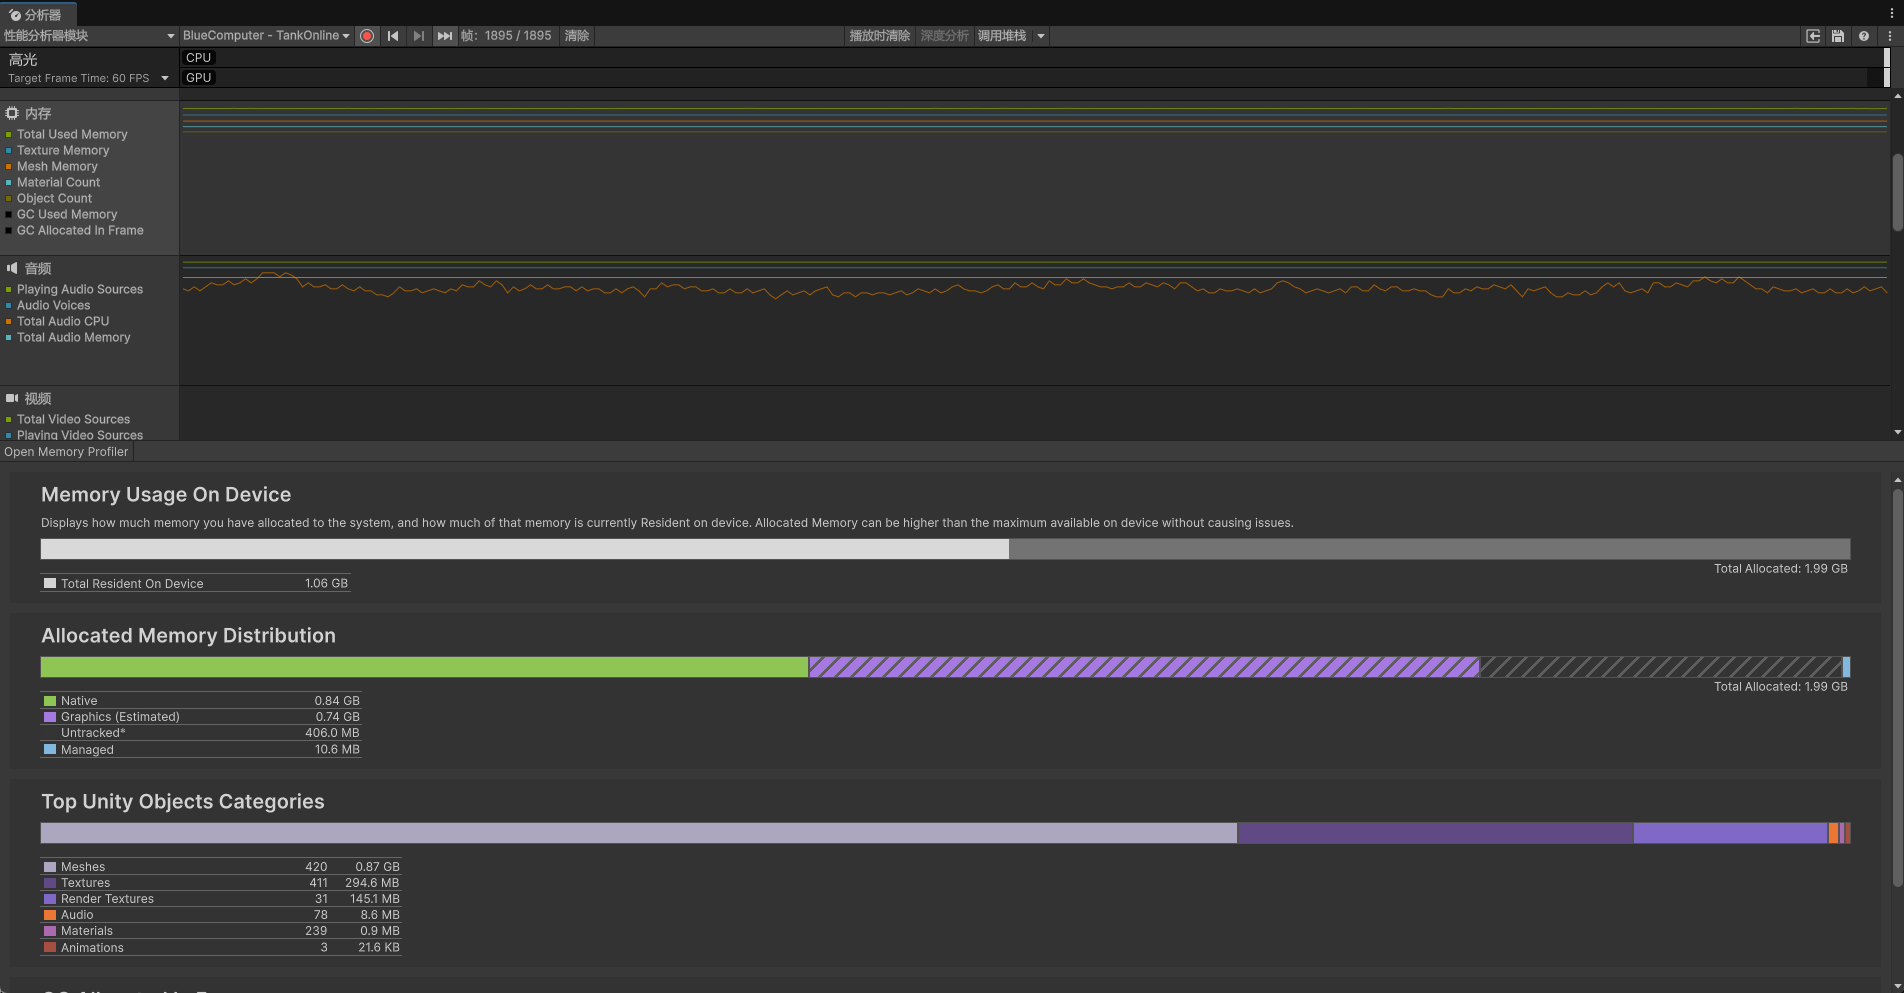 分析器
性能分析器模块
BlueComputer - TankOnline
帧: 1895 / 1895
清除
播放时清除
深度分析
调用堆栈
高光
Target Frame Time: 60 FPS
CPU
GPU
内存
Total Used Memory
Texture Memory
Mesh Memory
Material Count
Object Count
GC Used Memory
GC Allocated In Frame
音频
Playing Audio Sources
Audio Voices
Total Audio CPU
Total Audio Memory
视频
Total Video Sources
Playing Video Sources
Open Memory Profiler
Memory Usage On Device
Displays how much memory you have allocated to the system, and how much of that memory is currently Resident on device. Allocated Memory can be higher than the maximum available on device without causing issues.
Total Allocated: 1.99 GB
Total Resident On Device 1.06 GB
Allocated Memory Distribution
Total Allocated: 1.99 GB
Native 0.84 GB
Graphics (Estimated) 0.74 GB
Untracked* 406.0 MB
Managed 10.6 MB
Top Unity Objects Categories
Meshes 420 0.87 GB
Textures 411 294.6 MB
Render Textures 31 145.1 MB
Audio 78 8.6 MB
Materials 239 0.9 MB
Animations 3 21.6 KB